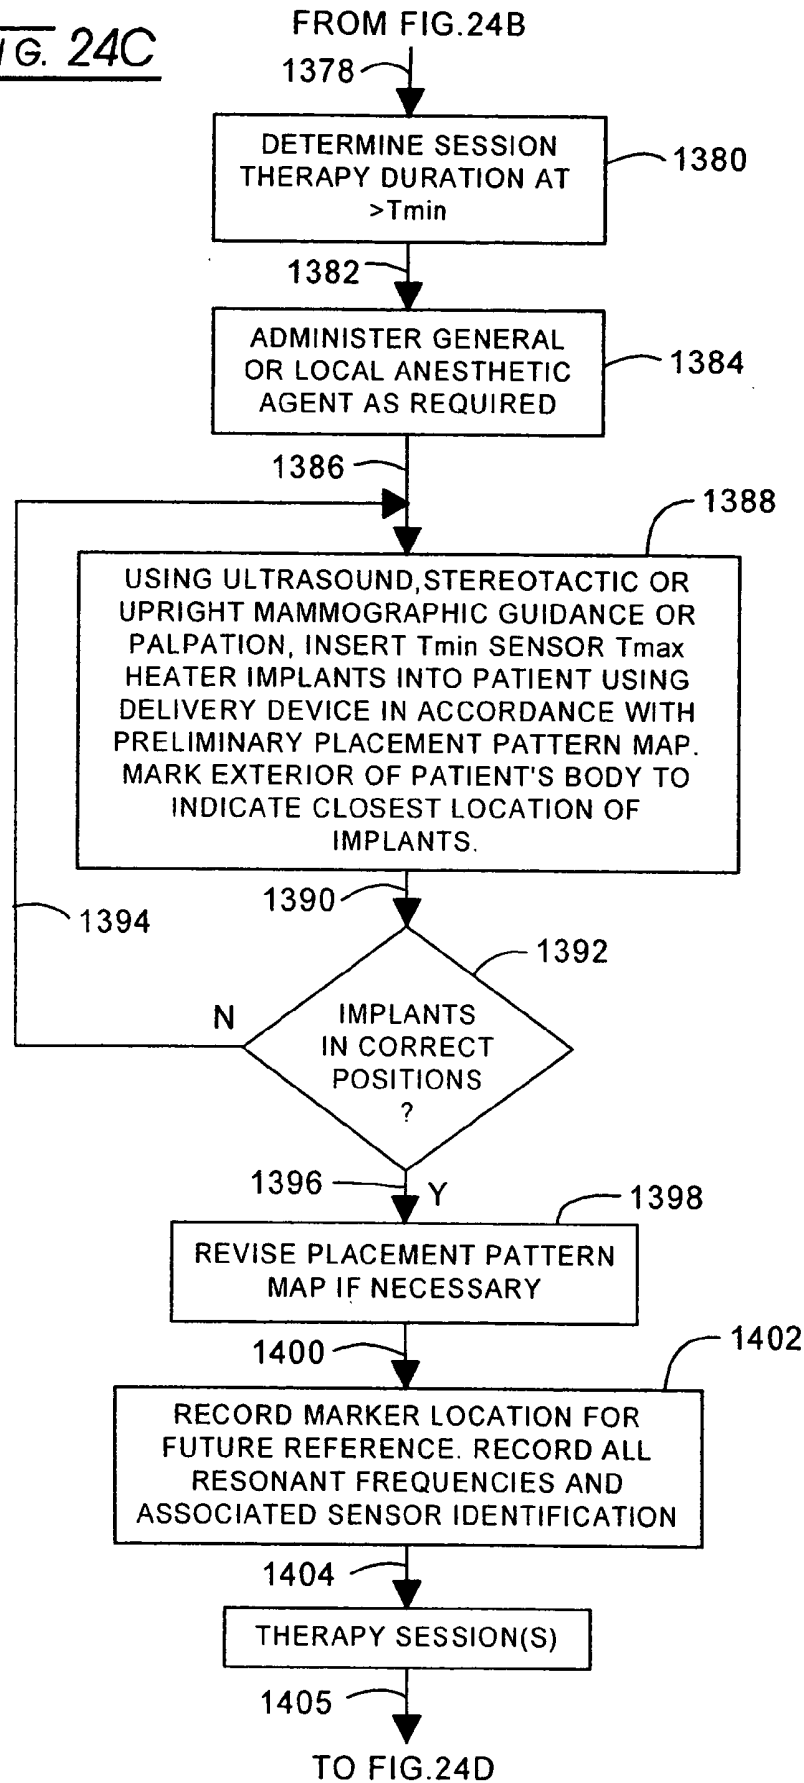 FIG. 24C
FROM FIG.24B
1378
DETERMINE SESSION
THERAPY DURATION AT
>Tmin
1380
1382
ADMINISTER GENERAL
OR LOCAL ANESTHETIC
AGENT AS REQUIRED
1384
1386
1388
USING ULTRASOUND,STEREOTACTIC OR
UPRIGHT MAMMOGRAPHIC GUIDANCE OR
PALPATION, INSERT Tmin SENSOR Tmax
HEATER IMPLANTS INTO PATIENT USING
DELIVERY DEVICE IN ACCORDANCE WITH
PRELIMINARY PLACEMENT PATTERN MAP.
MARK EXTERIOR OF PATIENT'S BODY TO
INDICATE CLOSEST LOCATION OF
IMPLANTS.
1390
1394
1392
N
IMPLANTS
IN CORRECT
POSITIONS
?
1396
Y
1398
REVISE PLACEMENT PATTERN
MAP IF NECESSARY
1400
1402
RECORD MARKER LOCATION FOR
FUTURE REFERENCE. RECORD ALL
RESONANT FREQUENCIES AND
ASSOCIATED SENSOR IDENTIFICATION
1404
THERAPY SESSION(S)
1405
TO FIG.24D